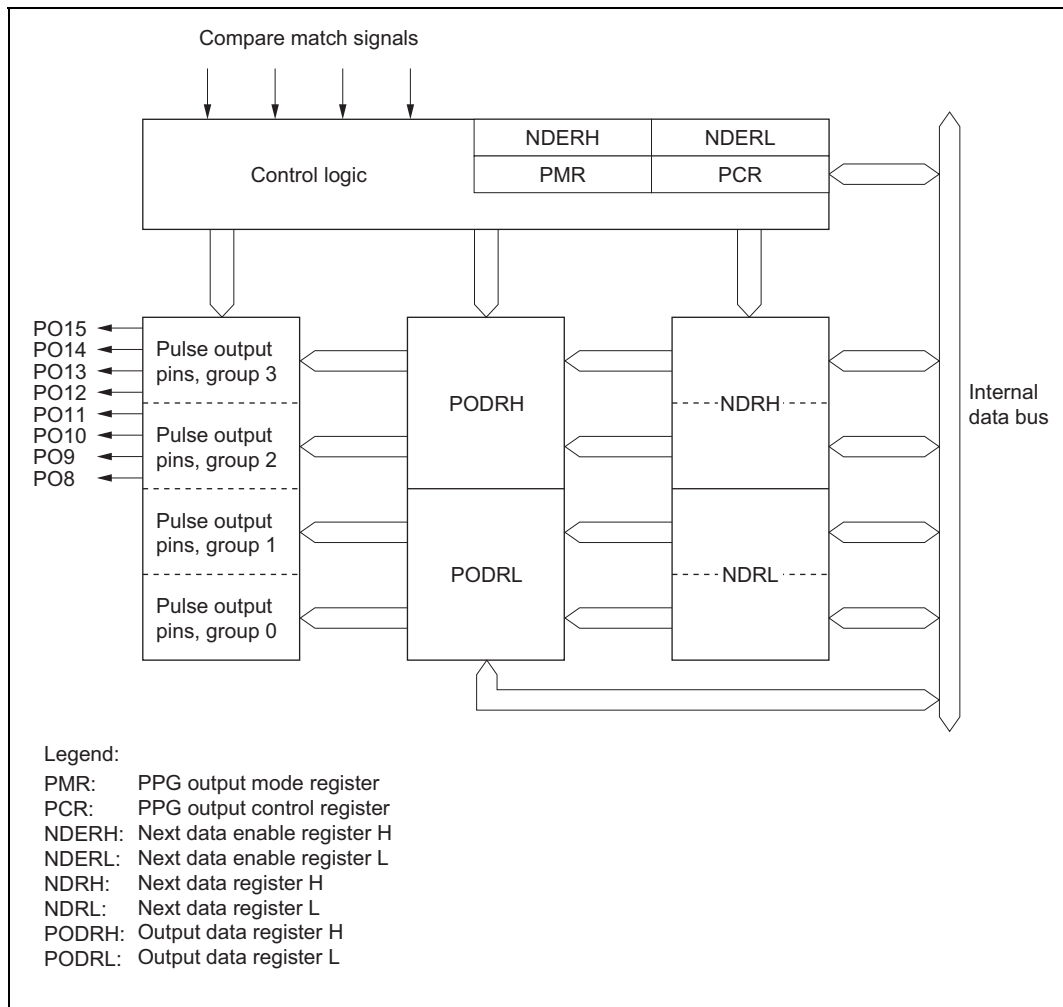 Compare match signals
Control logic
NDERH
NDERL
PMR
PCR
PO15
PO14
PO13
PO12
PO11
PO10
PO9
PO8
Pulse output
pins, group 3
Pulse output
pins, group 2
Pulse output
pins, group 1
Pulse output
pins, group 0
PODRH
PODRL
NDRH
NDRL
Internal
data bus
Legend:
PMR: PPG output mode register
PCR: PPG output control register
NDERH: Next data enable register H
NDERL: Next data enable register L
NDRH: Next data register H
NDRL: Next data register L
PODRH: Output data register H
PODRL: Output data register L